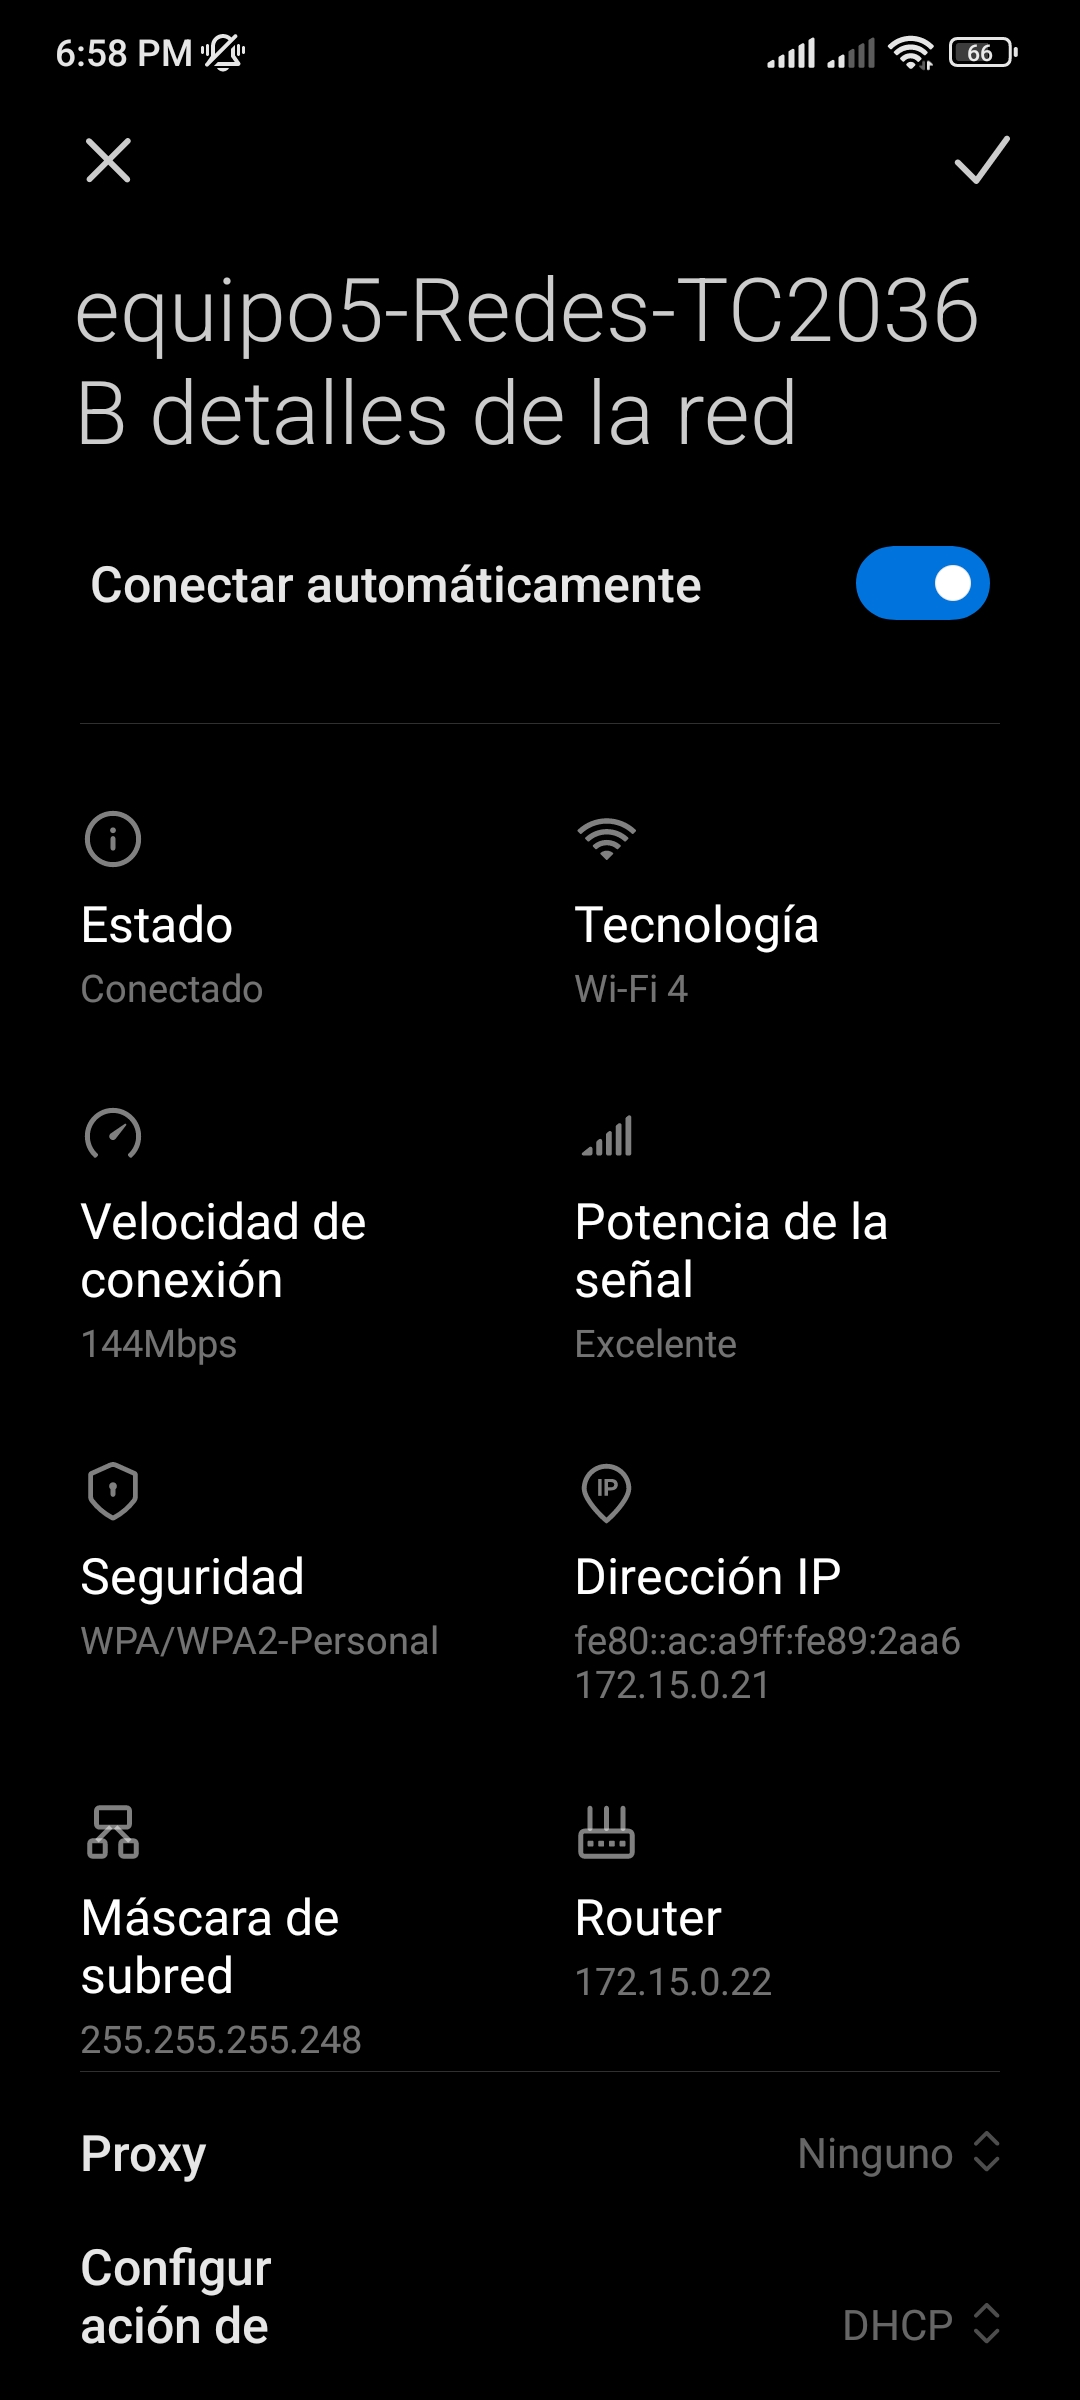 6:58 PM
66
equipo5-Redes-TC2036
B detalles de la red
Conectar automáticamente
Estado
Conectado
Tecnología
Wi-Fi 4
Velocidad de
conexión
144Mbps
Potencia de la
señal
Excelente
Seguridad
WPA/WPA2-Personal
IP
Dirección IP
fe80::ac:a9ff:fe89:2aa6
172.15.0.21
Máscara de
subred
255.255.255.248
Router
172.15.0.22
Proxy
Ninguno
Configur
ación de
DHCP